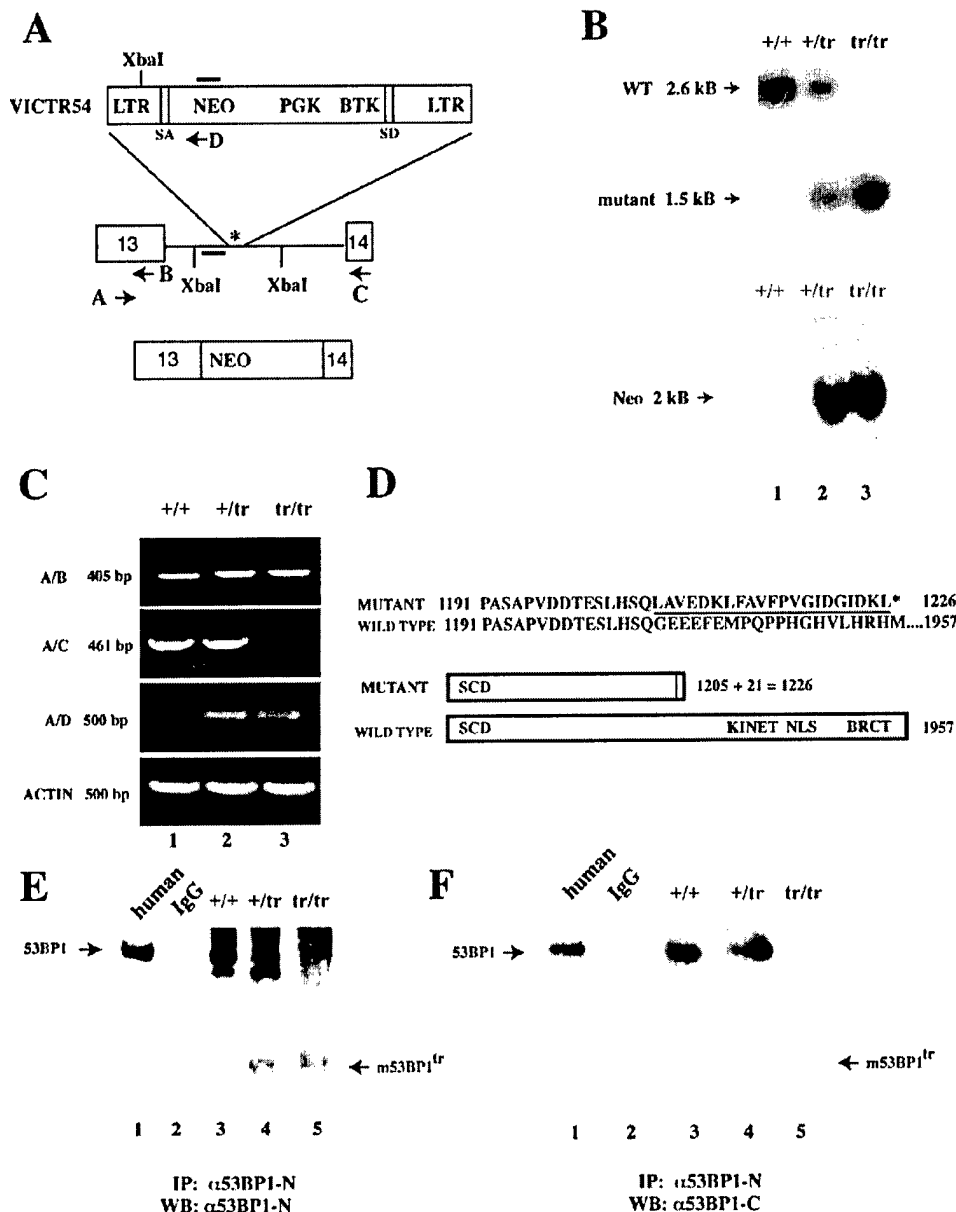 A
XbaI
VICTR54 LTR NEO PGK BTK LTR
SA ←D SD
13 * 14
←B XbaI XbaI ←
A → C
13 NEO 14
B
+/+ +/tr tr/tr
WT 2.6 kB →
mutant 1.5 kB →
+/+ +/tr tr/tr
Neo 2 kB →
1 2 3
C
+/+ +/tr tr/tr
A/B 405 bp
A/C 461 bp
A/D 500 bp
ACTIN 500 bp
1 2 3
D
MUTANT 1191 PASAPVDDTESLHSQLAVEDKLFAVFPVGIDGIDKL* 1226
WILD TYPE 1191 PASAPVDDTESLHSQGEEEFEMPQPPHGHVLHRHM....1957
MUTANT SCD 1205 + 21 = 1226
WILD TYPE SCD KINET NLS BRCT 1957
E
human IgG +/+ +/tr tr/tr
53BP1 →
← m53BP1tr
1 2 3 4 5
IP: α53BP1-N
WB: α53BP1-N
F
human IgG +/+ +/tr tr/tr
53BP1 →
← m53BP1tr
1 2 3 4 5
IP: α53BP1-N
WB: α53BP1-C